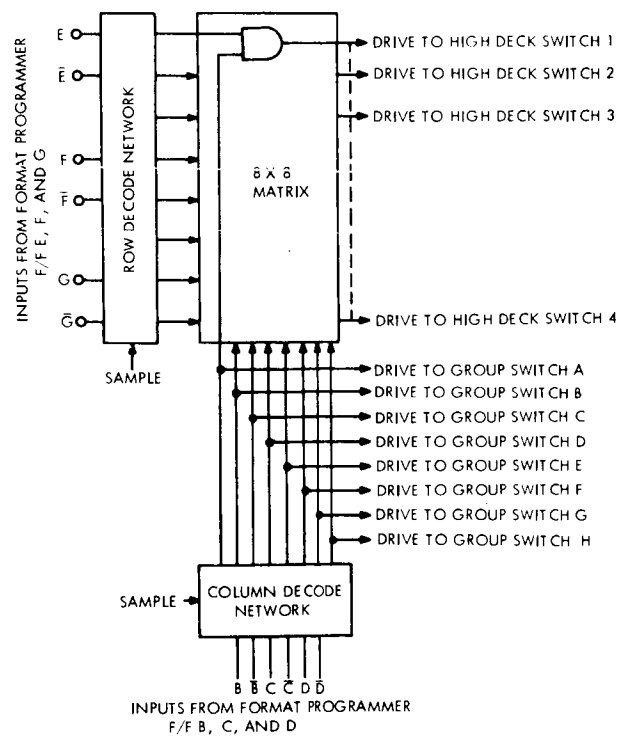 E
Ē
F
F̄
G
Ḡ
INPUTS FROM FORMAT PROGRAMMER
F/F E, F, AND G
ROW DECODE NETWORK
SAMPLE
8 X 8
MATRIX
DRIVE TO HIGH DECK SWITCH 1
DRIVE TO HIGH DECK SWITCH 2
DRIVE TO HIGH DECK SWITCH 3
DRIVE TO HIGH DECK SWITCH 4
DRIVE TO GROUP SWITCH A
DRIVE TO GROUP SWITCH B
DRIVE TO GROUP SWITCH C
DRIVE TO GROUP SWITCH D
DRIVE TO GROUP SWITCH E
DRIVE TO GROUP SWITCH F
DRIVE TO GROUP SWITCH G
DRIVE TO GROUP SWITCH H
SAMPLE
COLUMN DECODE
NETWORK
B B̄ C C̄ D D̄
INPUTS FROM FORMAT PROGRAMMER
F/F B, C, AND D